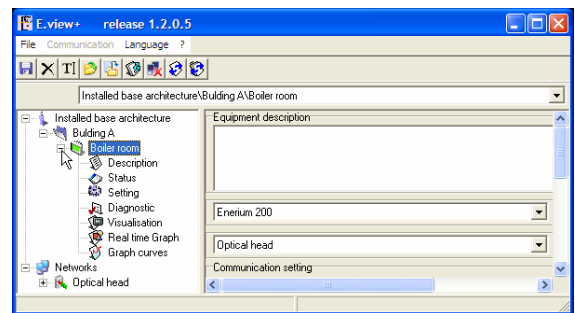 E.view+ release 1.2.0.5
File Communication Language ?
TI
Installed base architecture\Bulding A\Boiler room
Installed base architecture
Bulding A
Boiler room
Description
Status
Setting
Diagnostic
Visualisation
Real time Graph
Graph curves
Networks
Optical head
Equipment description
Enerium 200
Optical head
Communication setting